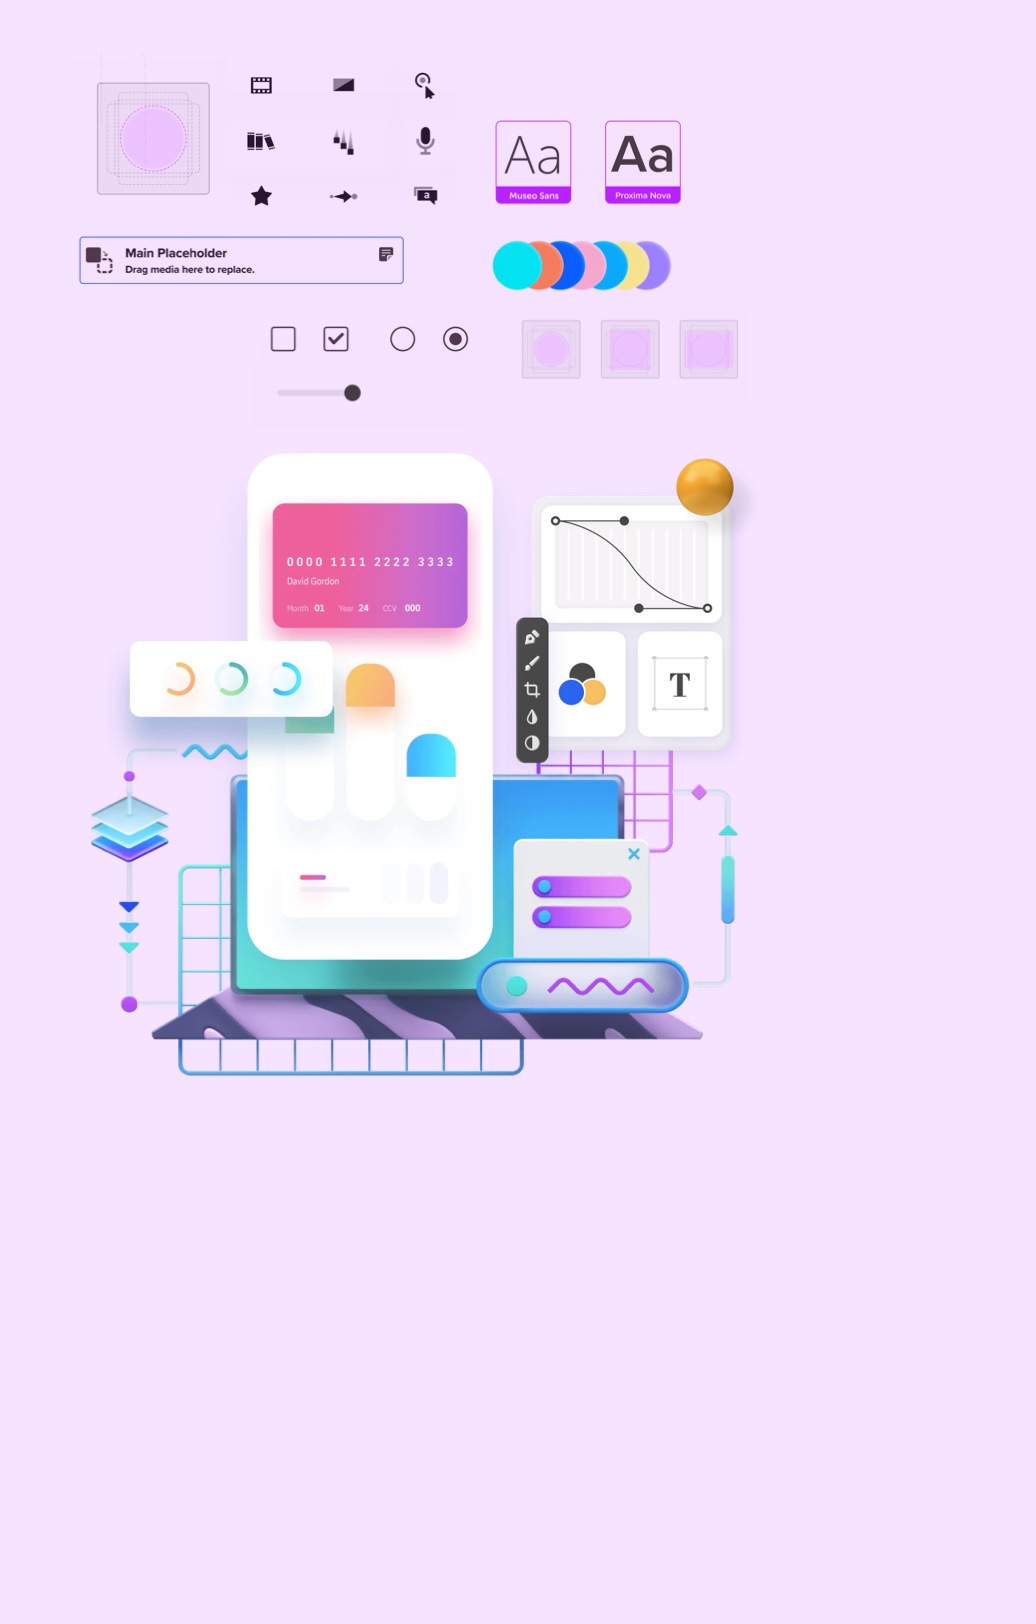 a
Aa
Aa
Museo Sans
Proxima Nova
Main Placeholder
Drag media here to replace.
0000 1111 2222 3333
David Gordon
Month 01 Year 24 CCV 000
T